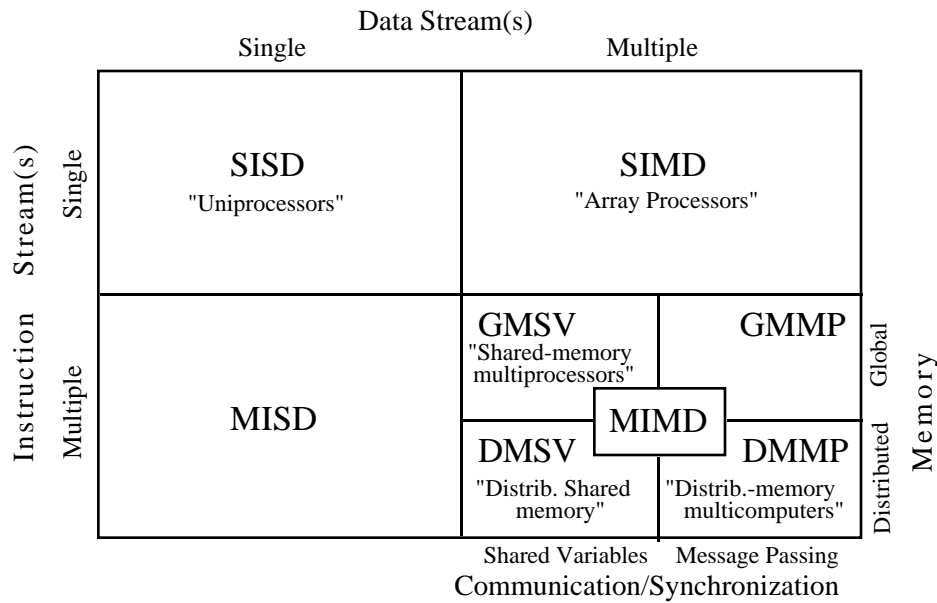 Data Stream(s)
Single
Multiple
Instruction Stream(s)
Single
Multiple
SISD
"Uniprocessors"
SIMD
"Array Processors"
MISD
GMSV
"Shared-memory
multiprocessors"
GMMP
MIMD
DMSV
"Distrib. Shared
memory"
DMMP
"Distrib.-memory
multicomputers"
Global
Distributed
Memory
Shared Variables
Message Passing
Communication/Synchronization